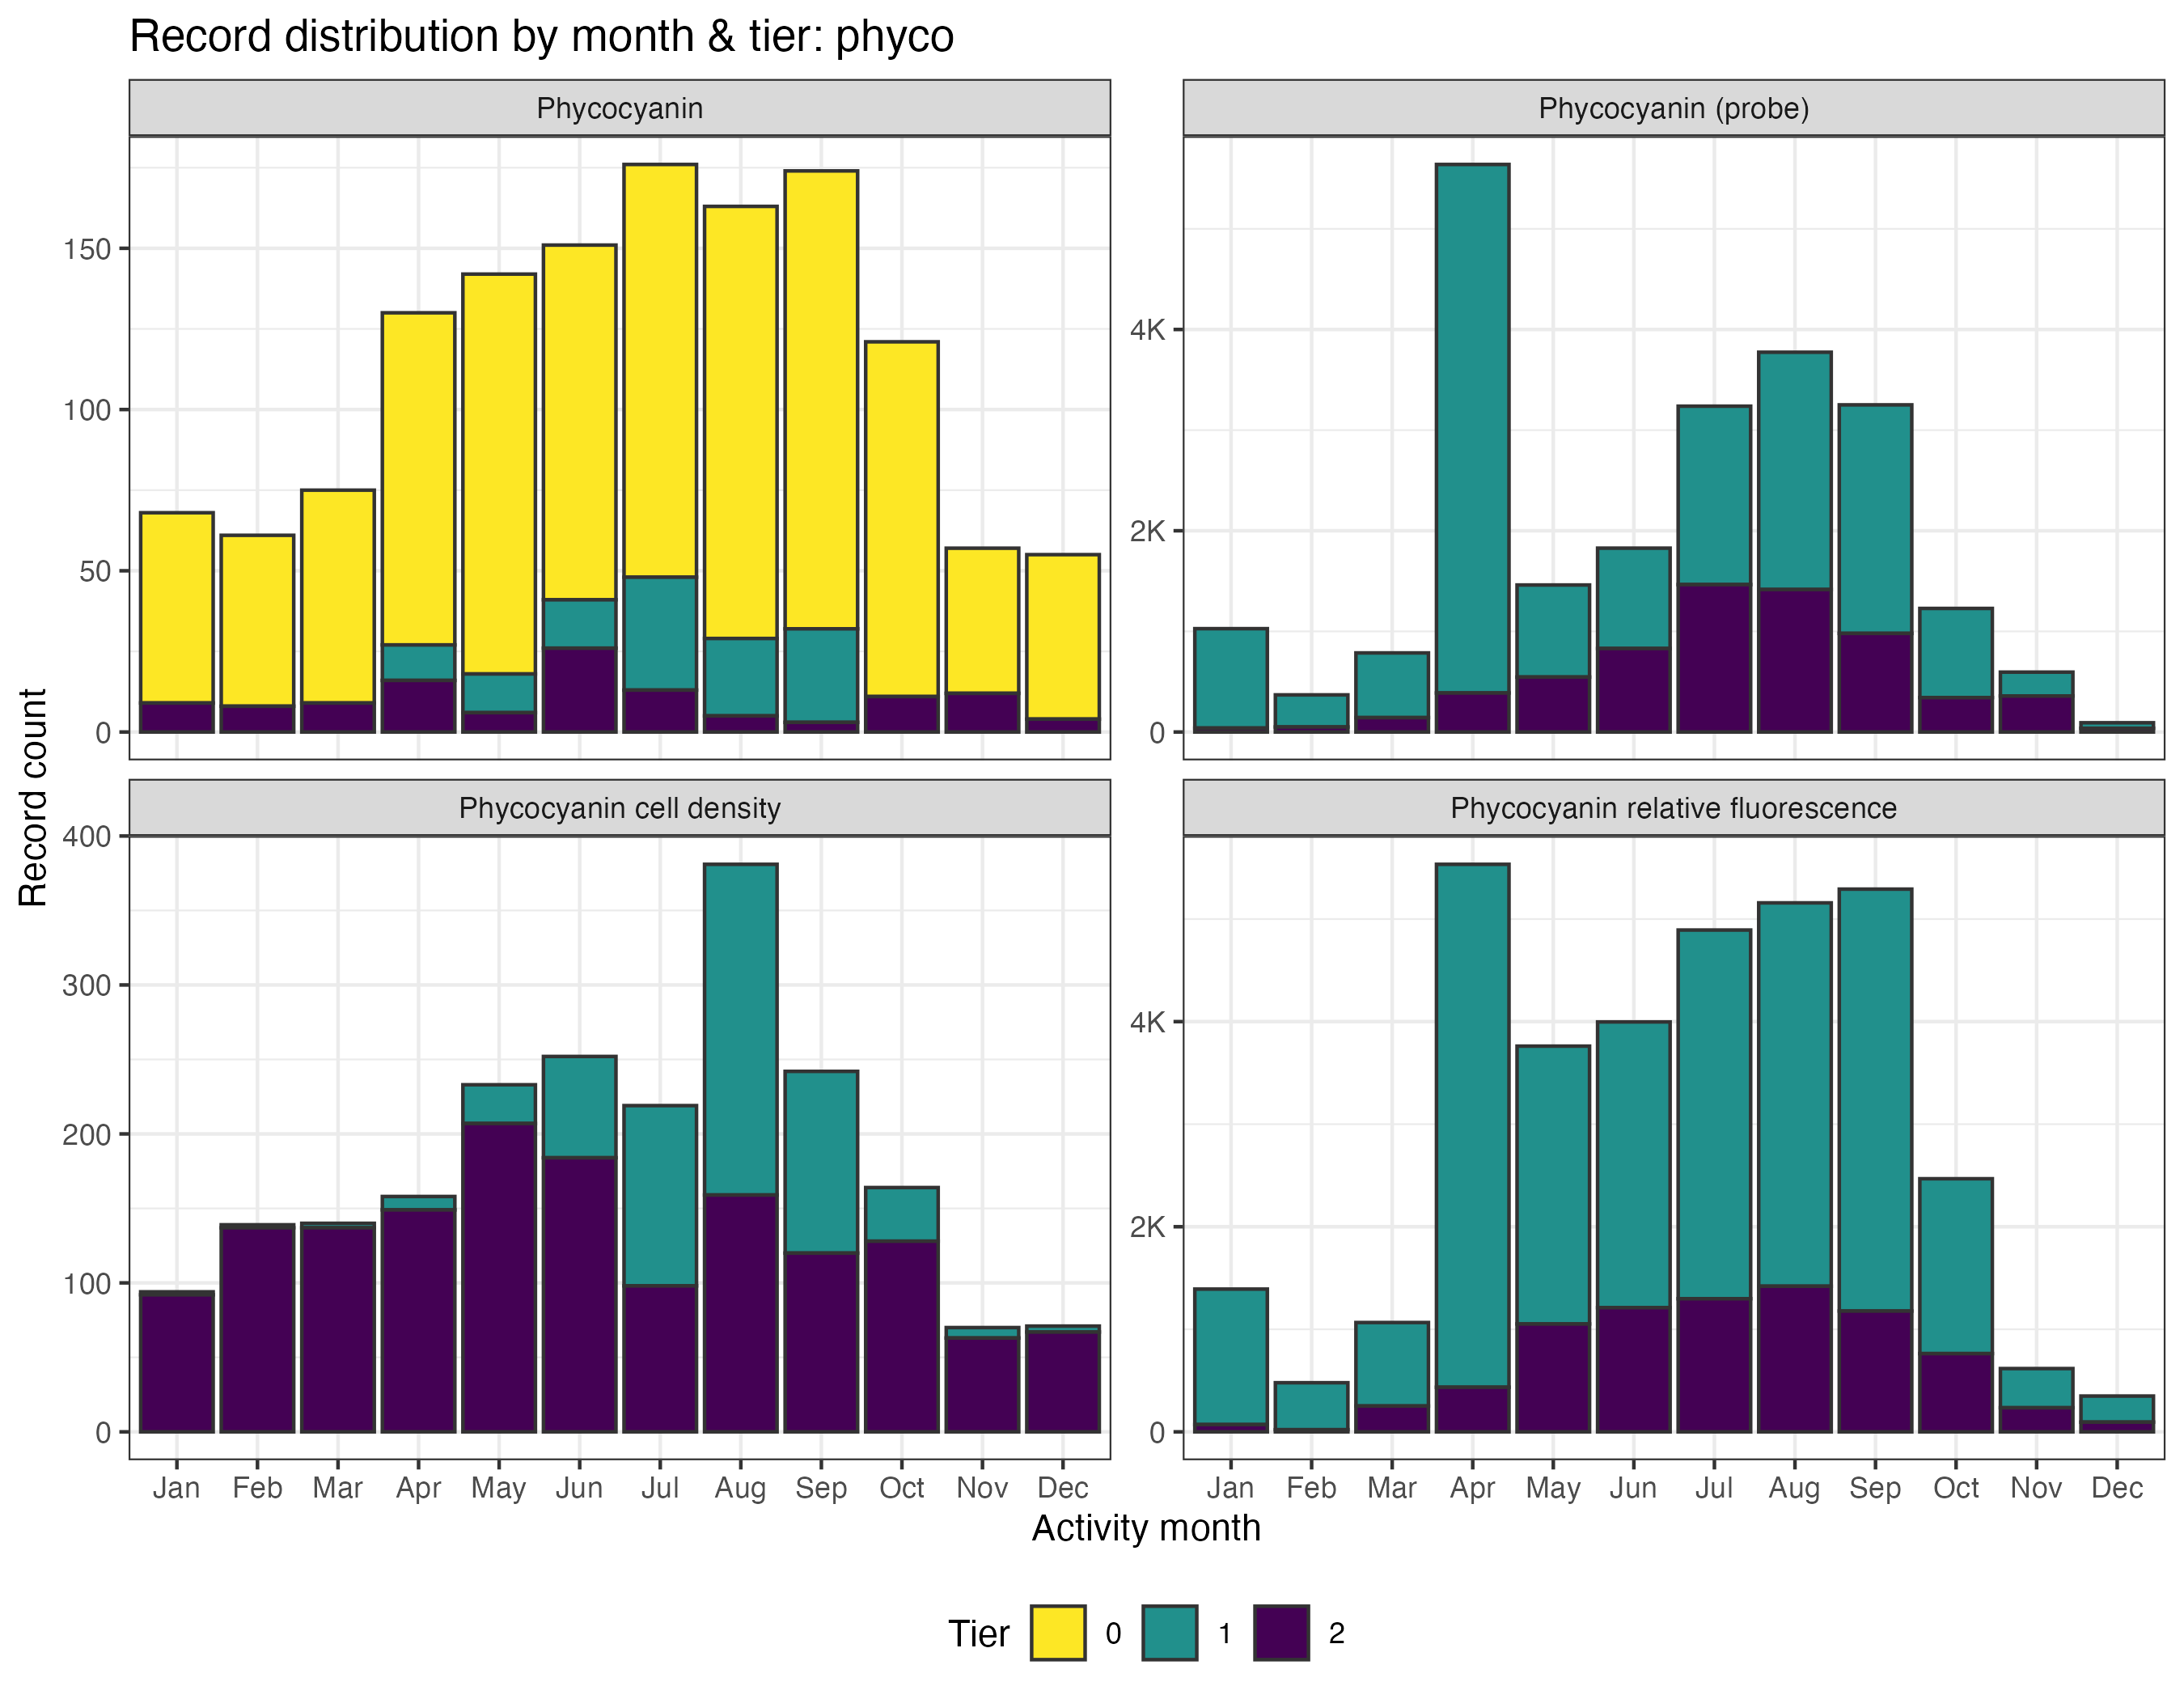 Record distribution by month & tier: phyco
Phycocyanin
Phycocyanin (probe)
150
100
50
0
4K
2K
0
Phycocyanin cell density
Phycocyanin relative fluorescence
400
300
200
100
0
4K
2K
0
Record count
Jan Feb Mar Apr May Jun Jul Aug Sep Oct Nov Dec
Jan Feb Mar Apr May Jun Jul Aug Sep Oct Nov Dec
Activity month
Tier 0 1 2